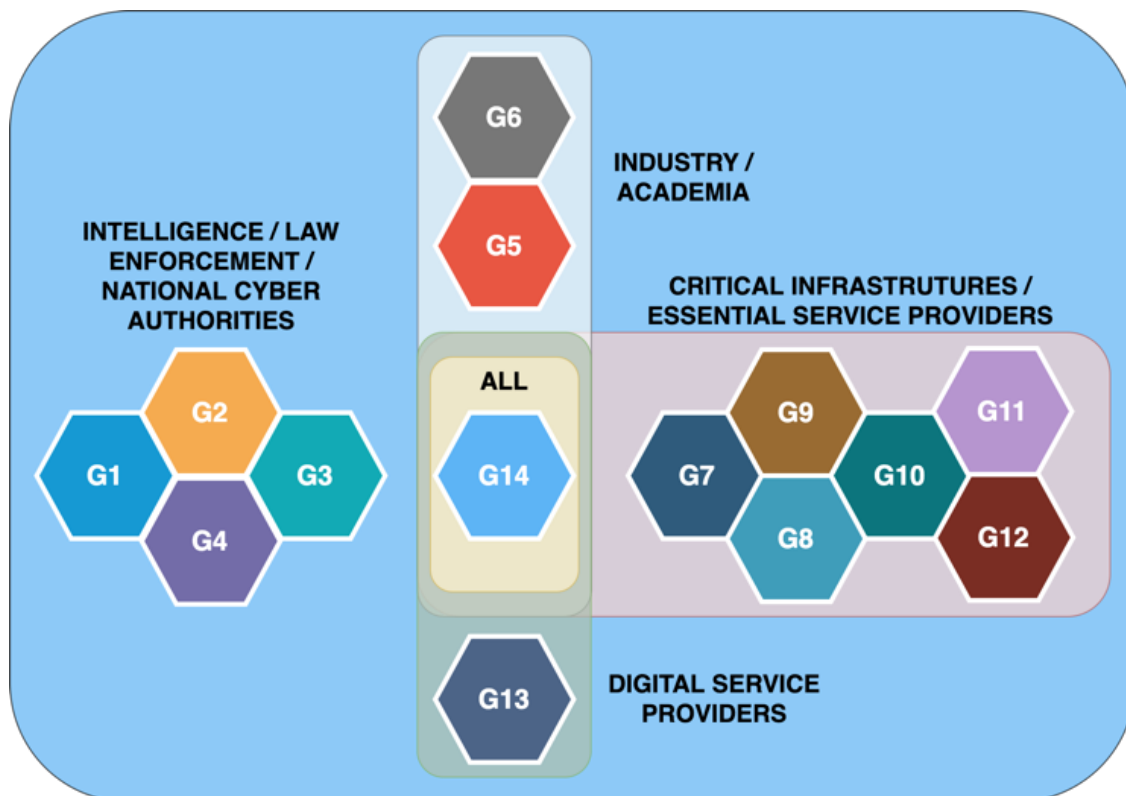 G6
INDUSTRY /
ACADEMIA
G5
INTELLIGENCE / LAW
ENFORCEMENT /
NATIONAL CYBER
AUTHORITIES
CRITICAL INFRASTRUTURES /
ESSENTIAL SERVICE PROVIDERS
ALL
G2
G1
G3
G4
G14
G9
G11
G7
G10
G8
G12
G13
DIGITAL SERVICE
PROVIDERS